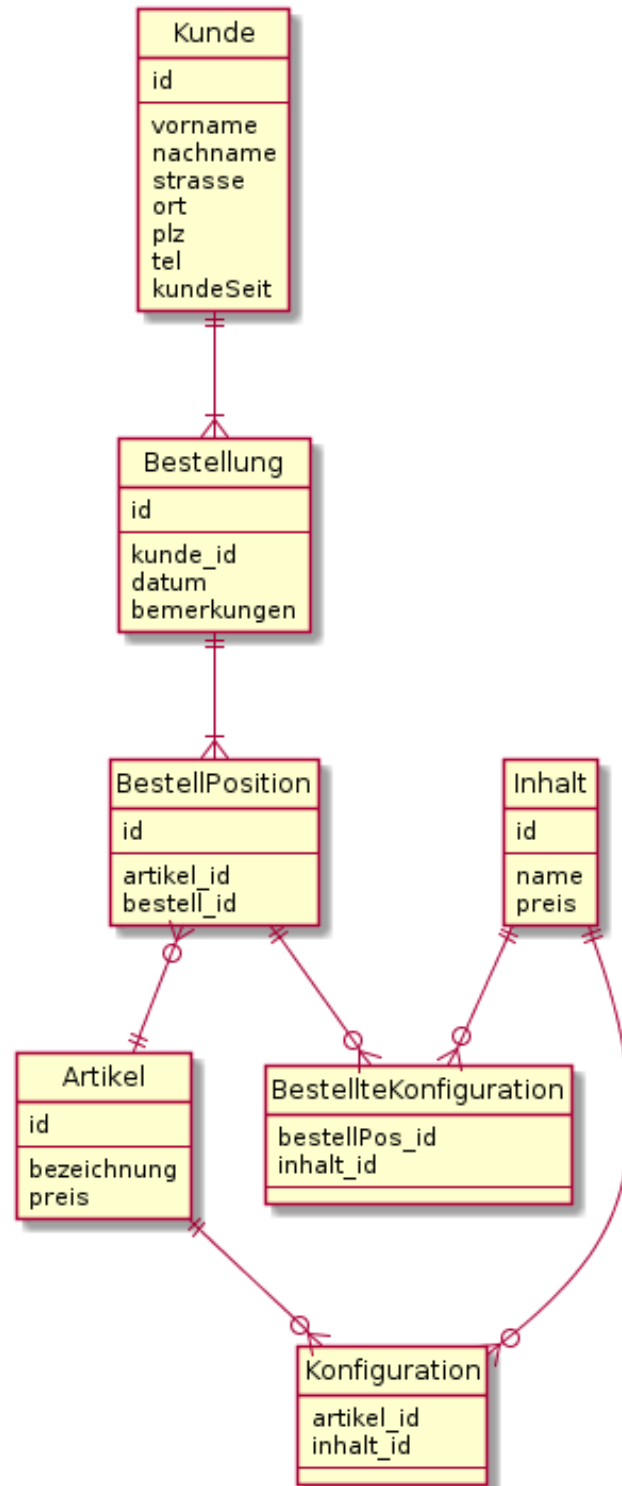 Kunde
id
vorname
nachname
strasse
ort
plz
tel
kundeSeit
Bestellung
id
kunde_id
datum
bemerkungen
BestellPosition
id
artikel_id
bestell_id
Inhalt
id
name
preis
Artikel
id
bezeichnung
preis
BestellteKonfiguration
bestellPos_id
inhalt_id
Konfiguration
artikel_id
inhalt_id